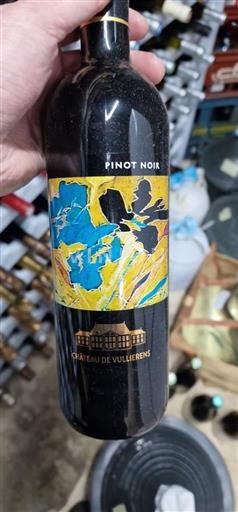 PINOT NOIR
CHÂTEAU DE VULLIERENS